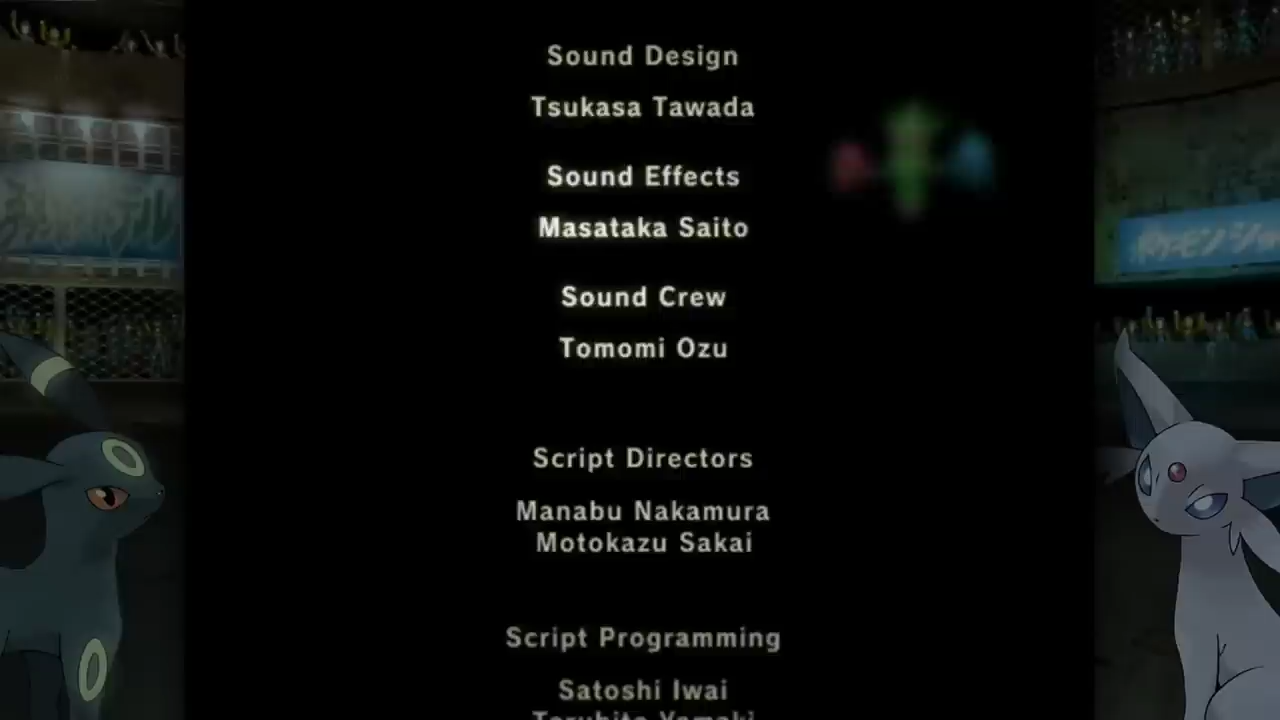 Sound Design
Tsukasa Tawada
Sound Effects
Masataka Saito
Sound Crew
Tomomi Ozu
Script Directors
Manabu Nakamura
Motokazu Sakai
Script Programming
Satoshi Iwai